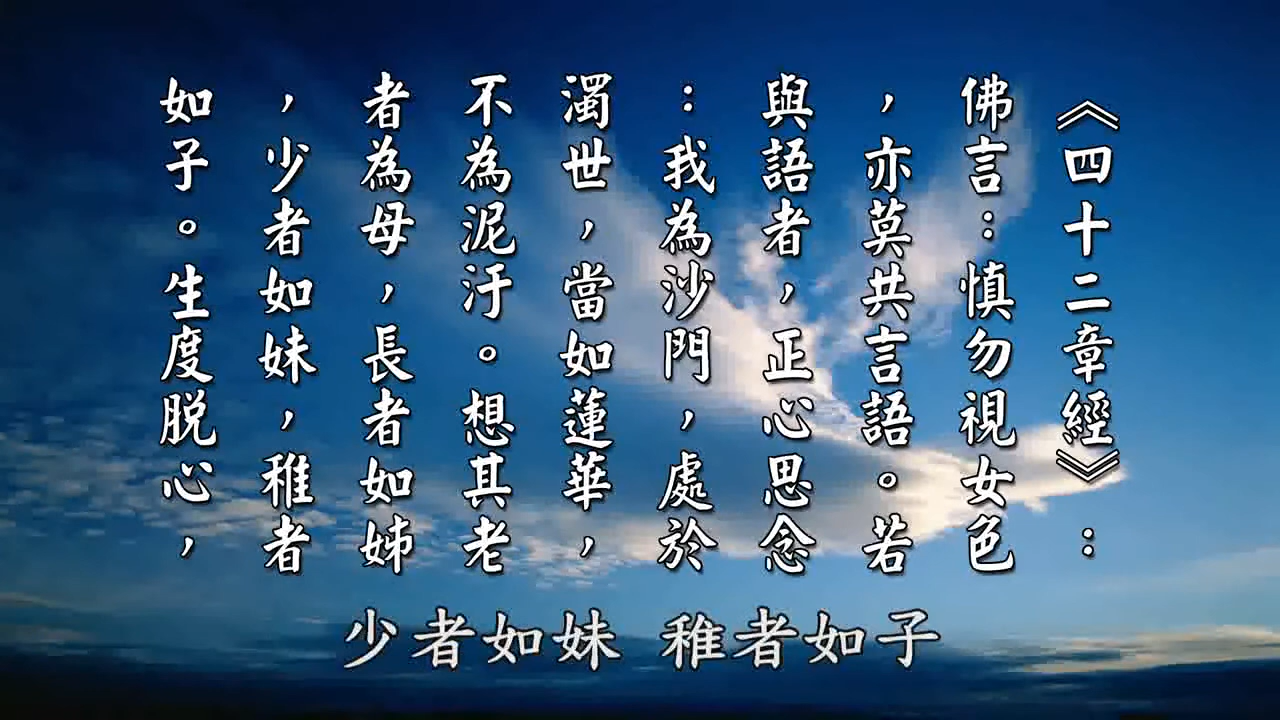 《四十二章經》：
佛言：慎勿視女色
，亦莫共言語。若
與語者，正心思念
：我為沙門，處於
濁世，當如蓮華，
不為泥汙。想其老
者為母，長者如姊
，少者如妹，稚者
如子。生度脱心，
少者如妹 稚者如子